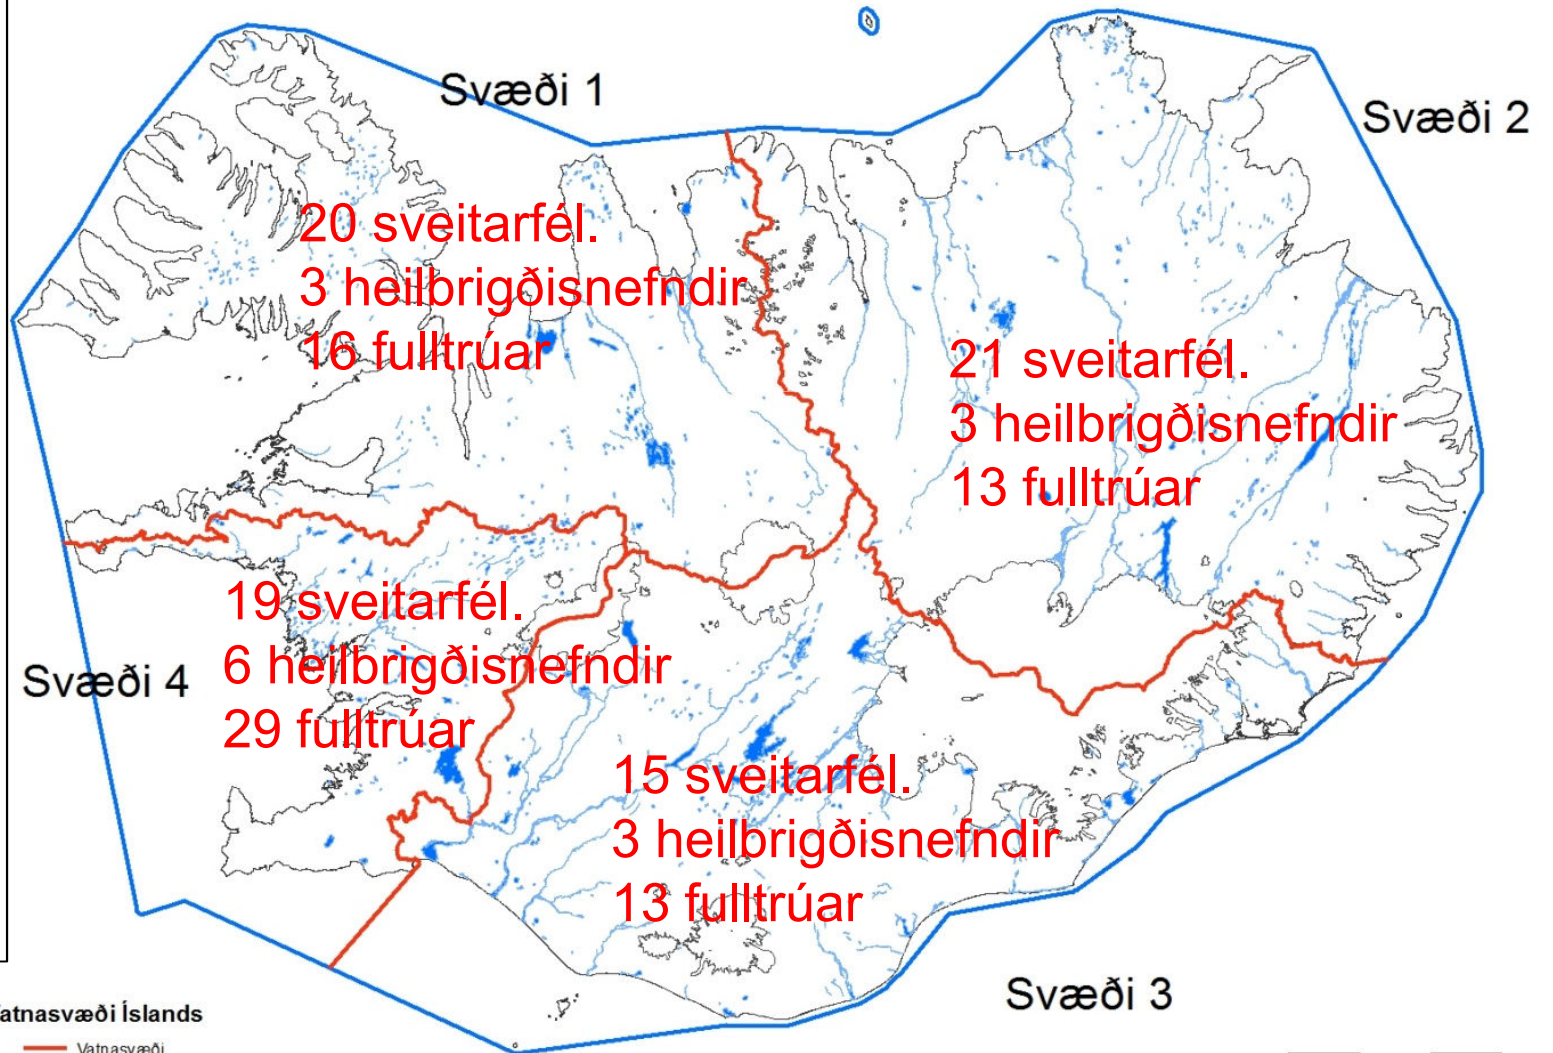 Svæði 1
Svæði 2
20 sveitarfél.
3 heilbrigðisnefndir
16 fulltrúar
21 sveitarfél.
3 heilbrigðisnefndir
13 fulltrúar
19 sveitarfél.
6 heilbrigðisnefndir
29 fulltrúar
Svæði 4
15 sveitarfél.
3 heilbrigðisnefndir
13 fulltrúar
Svæði 3
atnasvæði Íslands
Vatnasvæði